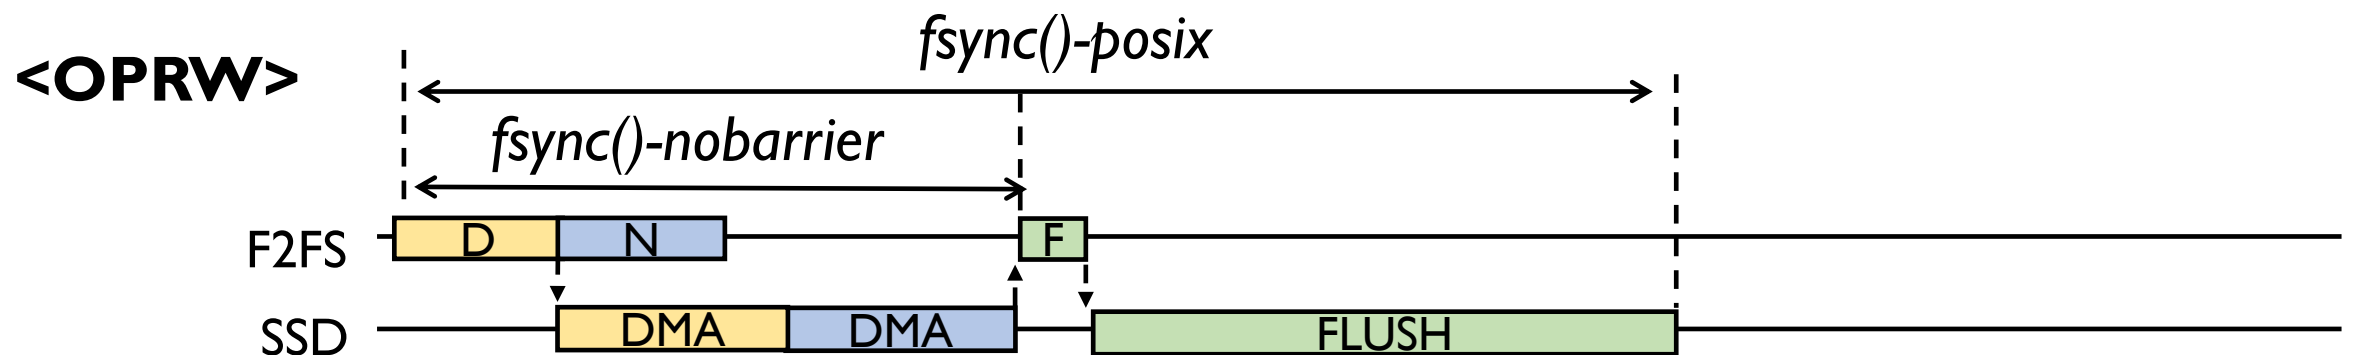 fsync()-posix
<OPRW>
fsync()-nobarrier
F2FS D N F
SSD DMA DMA FLUSH